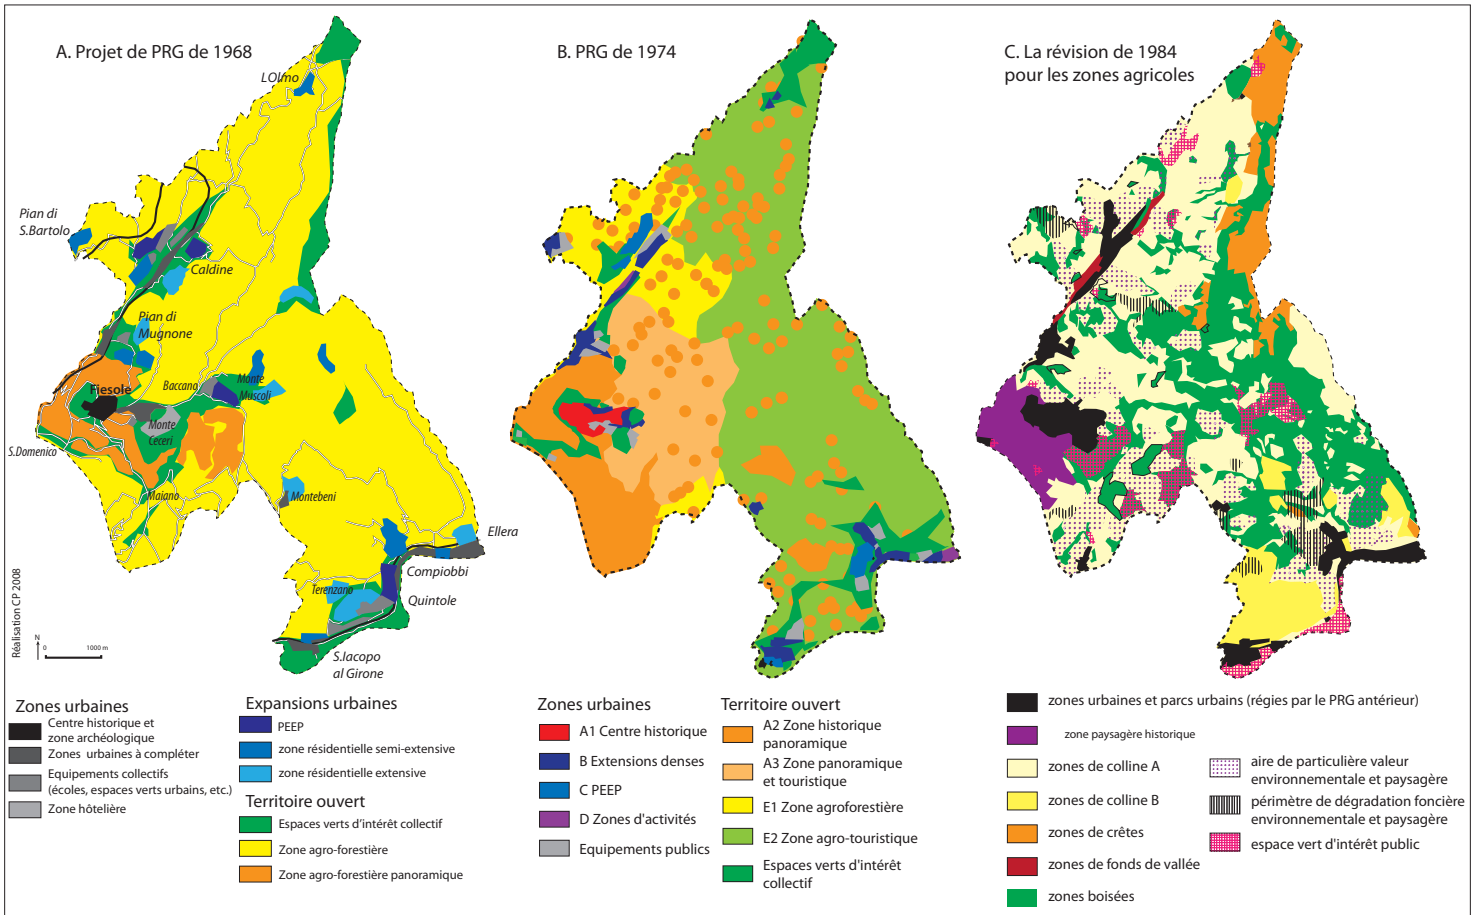 A. Projet de PRG de 1968
L'Olmo
Pian di
S.Bartolo
Caldine
Pian di
Mugnone
Fiesole
Baccano
Monte
Muscoli
Monte
Ceceri
S.Domenico
Maiano
Montebeni
Ellera
Compiobbi
Terenzano
Quintole
S.Iacopo
al Girone
Réalisation CP 2008
N
0 1000 m
Zones urbaines
Centre historique et
zone archéologique
Zones urbaines à compléter
Equipements collectifs
(écoles, espaces verts urbains, etc.)
Zone hôtelière
Expansions urbaines
PEEP
zone résidentielle semi-extensive
zone résidentielle extensive
Territoire ouvert
Espaces verts d'intérêt collectif
Zone agro-forestière
Zone agro-forestière panoramique
B. PRG de 1974
Zones urbaines
A1 Centre historique
B Extensions denses
C PEEP
D Zones d'activités
Equipements publics
Territoire ouvert
A2 Zone historique
panoramique
A3 Zone panoramique
et touristique
E1 Zone agroforestière
E2 Zone agro-touristique
Espaces verts d'intérêt
collectif
C. La révision de 1984
pour les zones agricoles
zones urbaines et parcs urbains (régies par le PRG antérieur)
zone paysagère historique
zones de colline A
zones de colline B
zones de crêtes
zones de fonds de vallée
zones boisées
aire de particulière valeur
environnementale et paysagère
périmètre de dégradation foncière
environnementale et paysagère
espace vert d'intérêt public